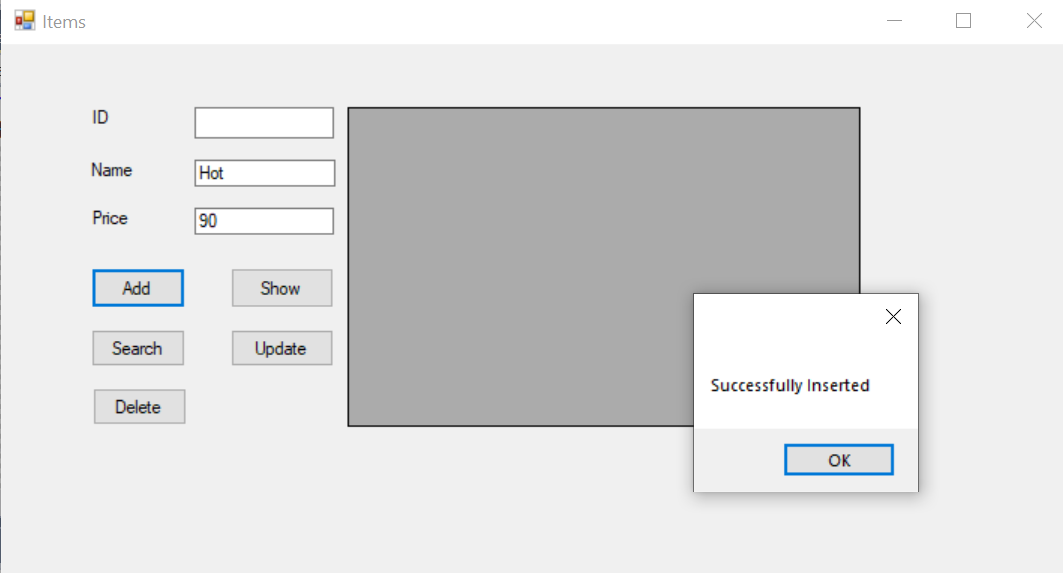 Items
ID
Name Hot
Price 90
Add Show
Search Update
Delete
Successfully Inserted
OK